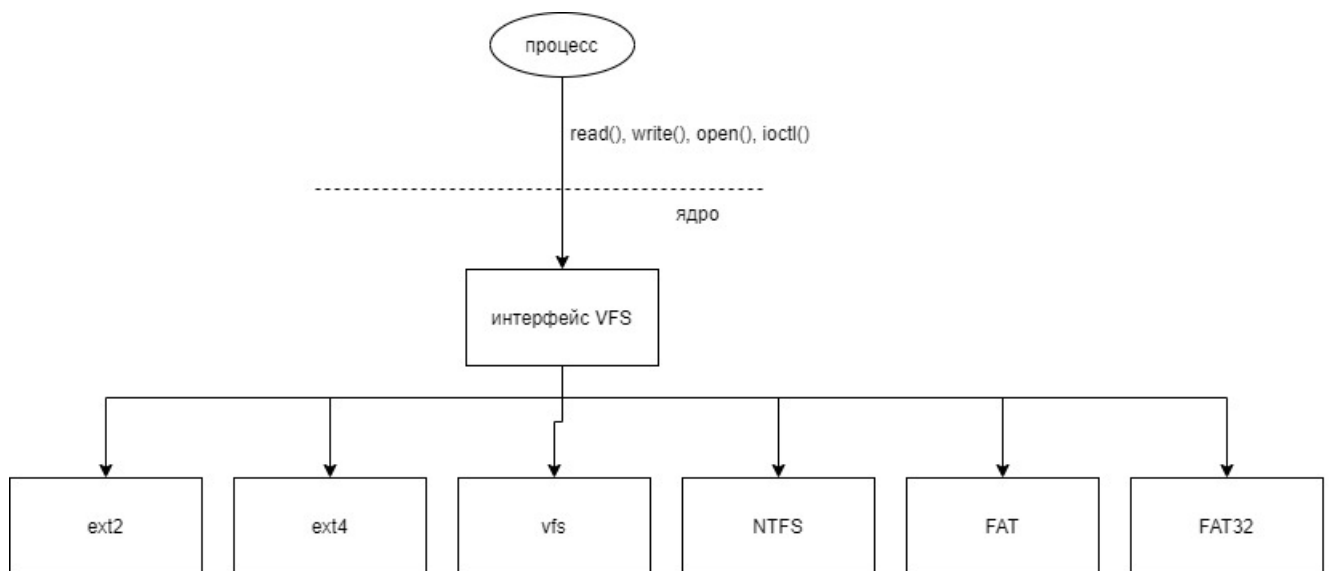 процесс
read(), write(), open(), ioctl()
ядро
интерфейс VFS
ext2
ext4
vfs
NTFS
FAT
FAT32